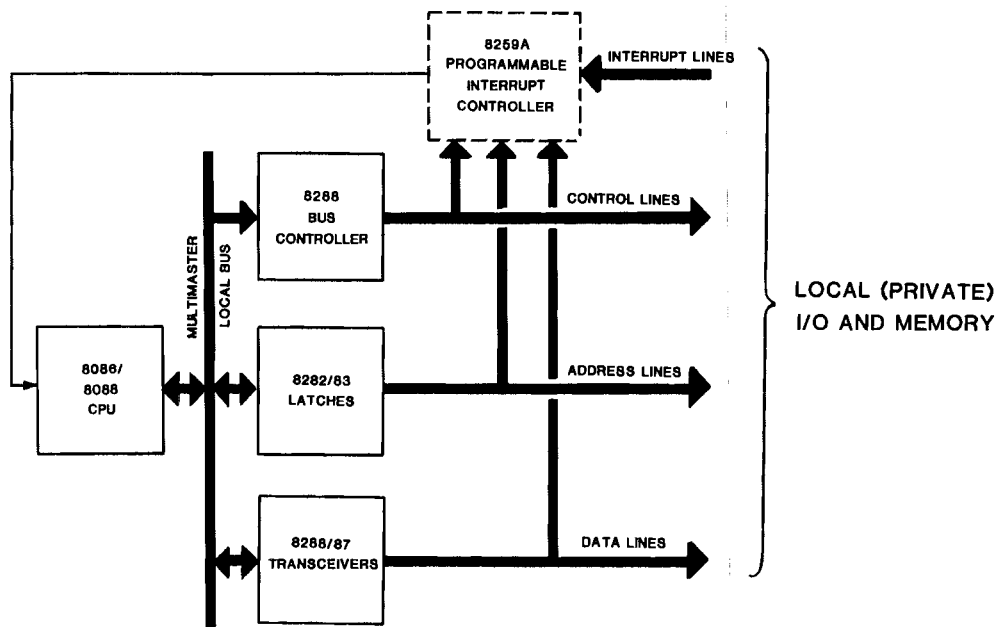 8259A
PROGRAMMABLE
INTERRUPT
CONTROLLER
INTERRUPT LINES
8288
BUS
CONTROLLER
CONTROL LINES
MULTIMASTER
LOCAL BUS
LOCAL (PRIVATE)
I/O AND MEMORY
8086/
8088
CPU
8282/83
LATCHES
ADDRESS LINES
8288/87
TRANSCEIVERS
DATA LINES